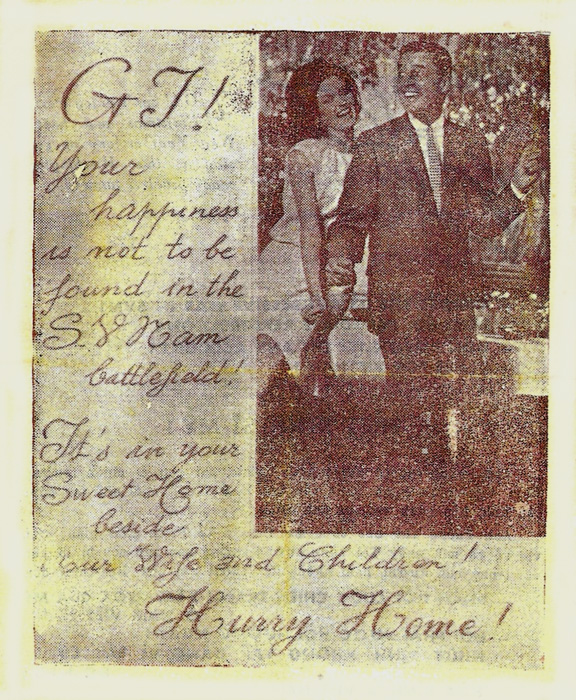 GI!
Your
happiness
is not to be
found in the
S. V Nam
battlefield!
It's in your
Sweet Home
beside
Wife and Children!
Hurry Home!